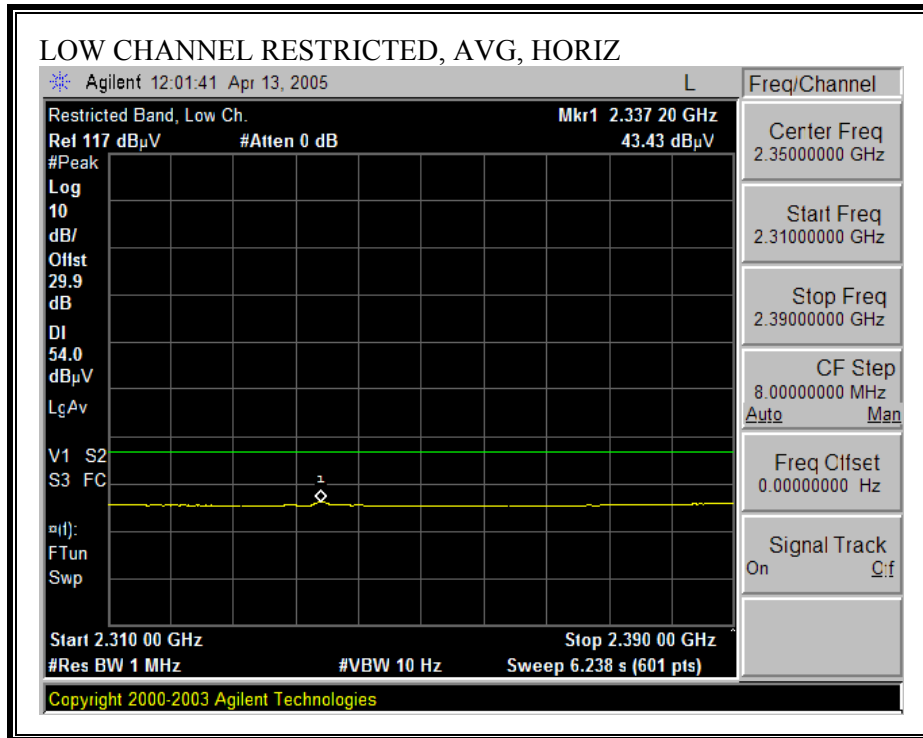 LOW CHANNEL RESTRICTED, AVG, HORIZ
Agilent 12:01:41 Apr 13, 2005 L
Freq/Channel
Restricted Band, Low Ch. Mkr1 2.337 20 GHz
Ref 117 dBµV #Atten 0 dB 43.43 dBµV
#Peak
Log
10
dB/
Offst
29.9
dB
DI
54.0
dBµV
LgAv
V1 S2
S3 FC
¤(f):
FTun
Swp
1
Start 2.310 00 GHz Stop 2.390 00 GHz
#Res BW 1 MHz #VBW 10 Hz Sweep 6.238 s (601 pts)
Copyright 2000-2003 Agilent Technologies
Center Freq
2.35000000 GHz
Start Freq
2.31000000 GHz
Stop Freq
2.39000000 GHz
CF Step
8.00000000 MHz
Auto Man
Freq Offset
0.00000000 Hz
Signal Track
On Off